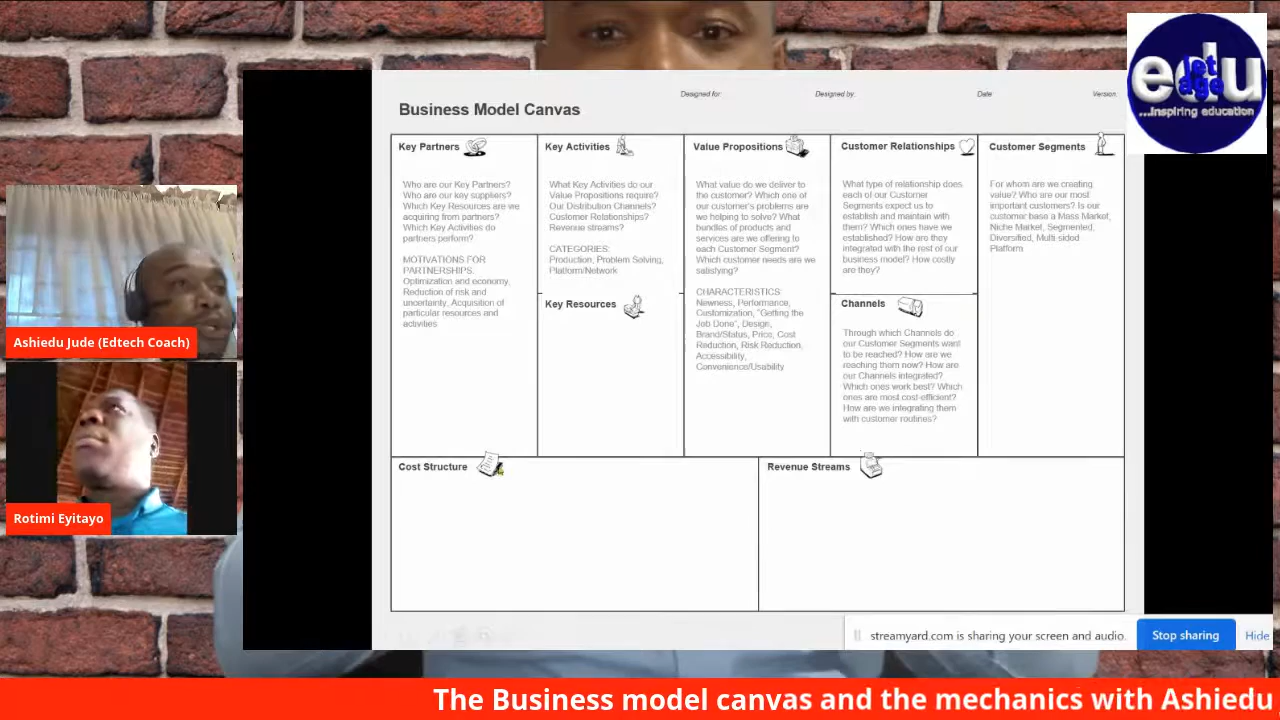 Business Model Canvas
Designed for:
Designed by:
Date:
Version:
Key Partners
Who are our Key Partners?
Who are our key suppliers?
Which Key Resources are we
acquiring from partners?
Which Key Activities do
partners perform?
MOTIVATIONS FOR
PARTNERSHIPS:
Optimization and economy,
Reduction of risk and
uncertainty, Acquisition of
particular resources and
activities
Key Activities
What Key Activities do our
Value Propositions require?
Our Distribution Channels?
Customer Relationships?
Revenue streams?
CATEGORIES:
Production, Problem Solving,
Platform/Network
Key Resources
Value Propositions
What value do we deliver to
the customer? Which one of
our customer's problems are
we helping to solve? What
bundles of products and
services are we offering to
each Customer Segment?
Which customer needs are we
satisfying?
CHARACTERISTICS:
Newness, Performance,
Customization, "Getting the
Job Done", Design,
Brand/Status, Price, Cost
Reduction, Risk Reduction,
Accessibility,
Convenience/Usability
Customer Relationships
What type of relationship does
each of our Customer
Segments expect us to
establish and maintain with
them? Which ones have we
established? How are they
integrated with the rest of our
business model? How costly
are they?
Channels
Through which Channels do
our Customer Segments want
to be reached? How are we
reaching them now? How are
our Channels integrated?
Which ones work best? Which
ones are most cost-efficient?
How are we integrating them
with customer routines?
Customer Segments
For whom are we creating
value? Who are our most
important customers? Is our
customer base a Mass Market,
Niche Market, Segmented,
Diversified, Multi-sided
Platform
Cost Structure
Revenue Streams
edu
let
age
...inspiring education
Ashiedu Jude (Edtech Coach)
Rotimi Eyitayo
streamyard.com is sharing your screen and audio.
Stop sharing
Hide
The Business model canvas and the mechanics with Ashiedu